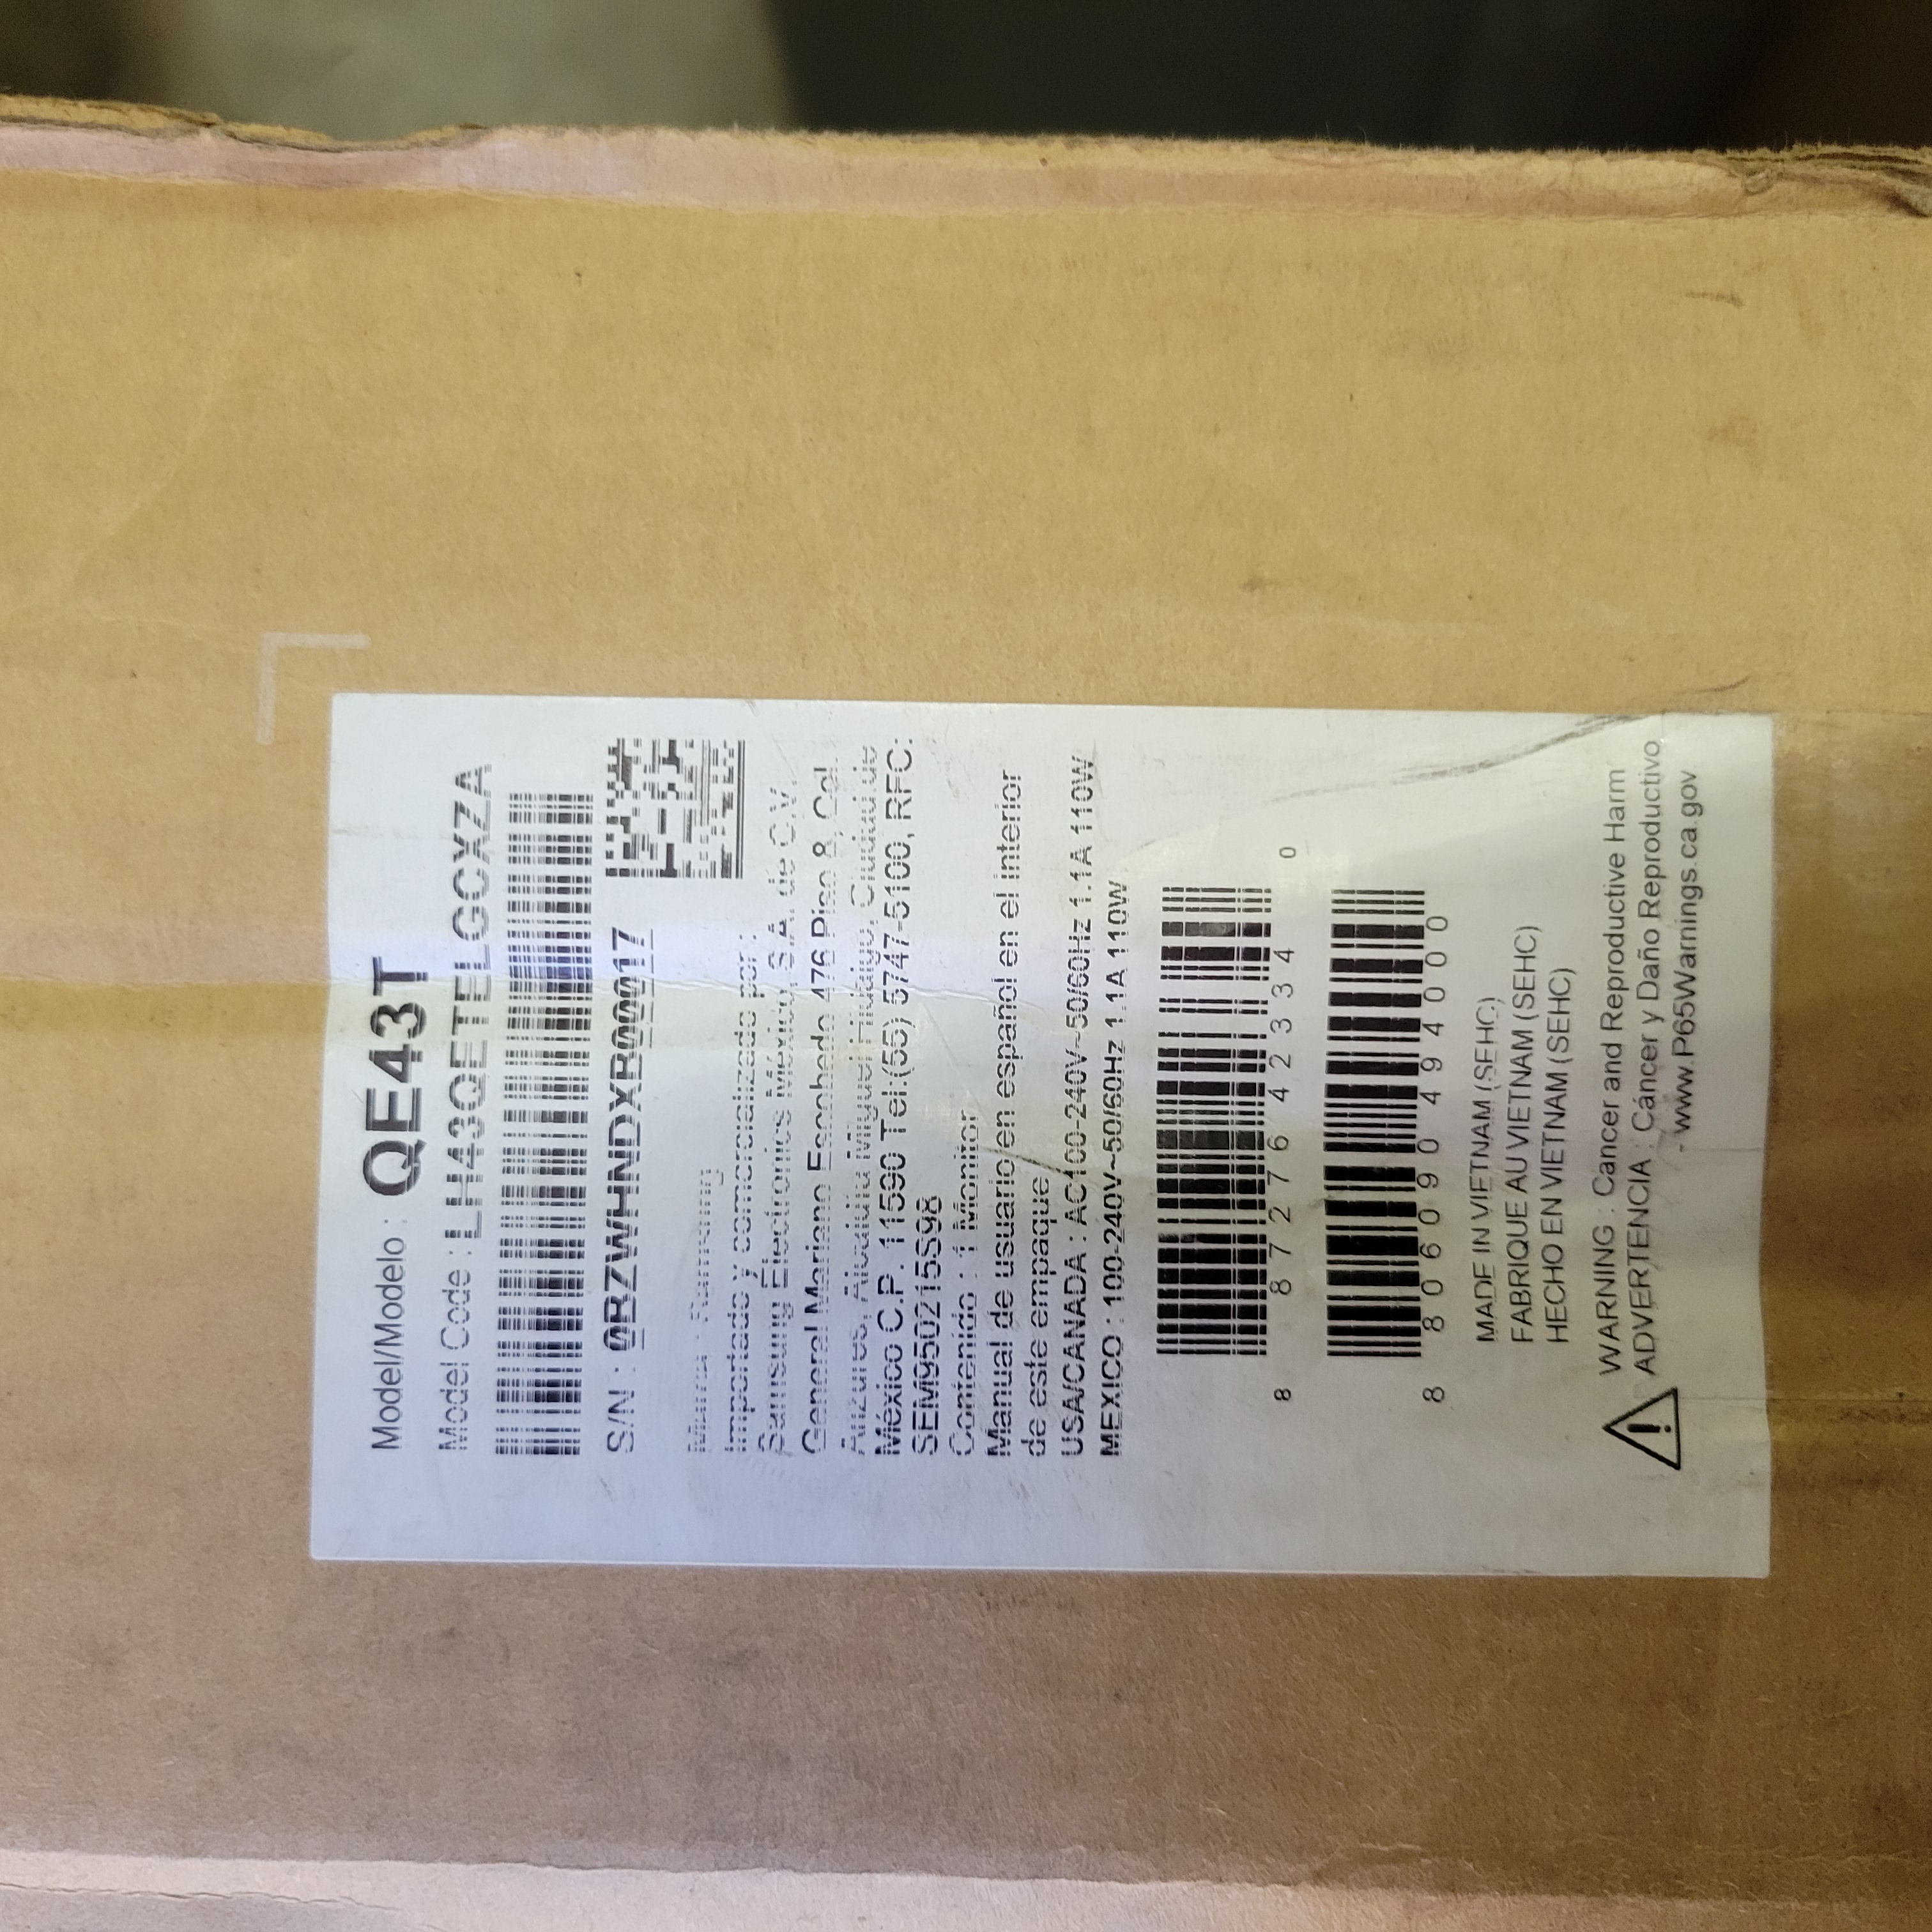 Model/Modelo : QE43T
Model Code : LH43QETELGCXZA
S/N :
Importado y comercializado por :
Samsung Electronics México, S.A. de C.V.
General Mariano Escobedo 476 Piso 8, Col.
Anzures, Alcaldía Miguel Hidalgo, Ciudad de
México C.P. 11590 Tel:(55) 5747-5100, RFC:
SEM950215S98
Contenido : 1 Monitor
Manual de usuario en español en el interior
de este empaque
USA/CANADA : AC100-240V~50/60Hz 1.1A 110W
MEXICO : 100-240V~50/60Hz 1.1A 110W
8 87276 42334 0
8 806090 494000
MADE IN VIETNAM (SEHC)
FABRIQUE AU VIETNAM (SEHC)
HECHO EN VIETNAM (SEHC)
WARNING : Cancer and Reproductive Harm
ADVERTENCIA : Cáncer y Daño Reproductivo
- www.P65Warnings.ca.gov